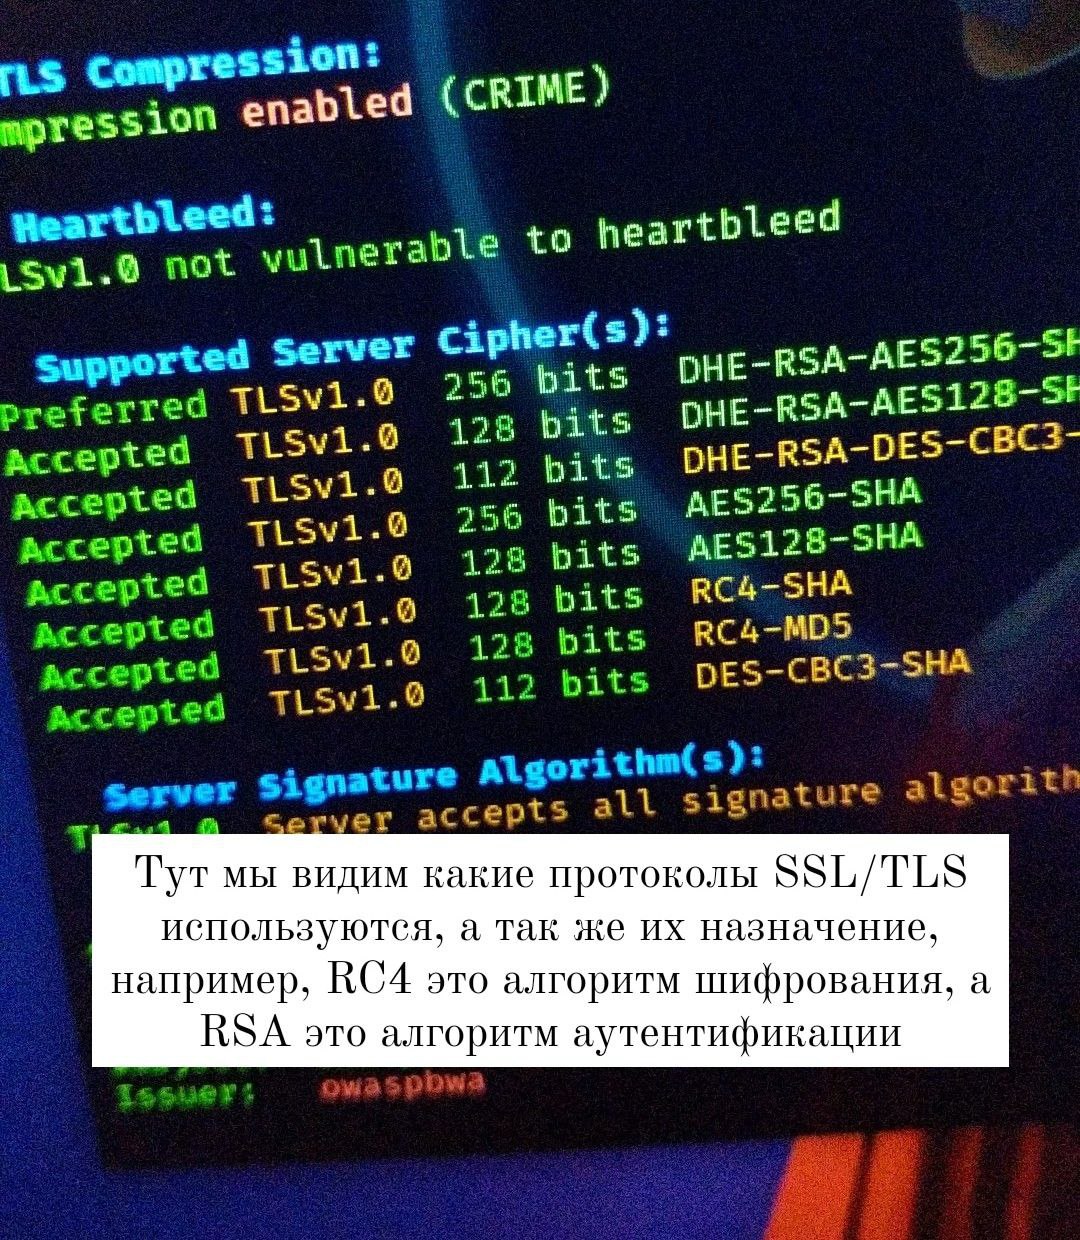 TLS Compression:
mpression enabled (CRIME)
Heartbleed:
LSv1.0 not vulnerable to heartbleed
Supported Server Cipher(s):
Preferred TLSv1.0 256 bits DHE-RSA-AES256-SH
Accepted TLSv1.0 128 bits DHE-RSA-AES128-SH
Accepted TLSv1.0 112 bits DHE-RSA-DES-CBC3-
Accepted TLSv1.0 256 bits AES256-SHA
Accepted TLSv1.0 128 bits AES128-SHA
Accepted TLSv1.0 128 bits RC4-SHA
Accepted TLSv1.0 128 bits RC4-MD5
Accepted TLSv1.0 112 bits DES-CBC3-SHA
Server Signature Algorithm(s):
TLSv1.0 Server accepts all signature algorith
Тут мы видим какие протоколы SSL/TLS
используются, а так же их назначение,
например, RC4 это алгоритм шифрования, а
RSA это алгоритм аутентификации
Issuer: owaspbwa